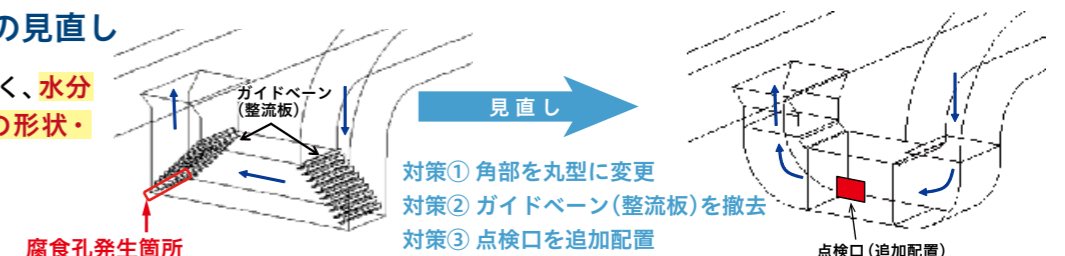 の見直し
く、水分
の形状・
ガイドベーン
(整流板)
見直し
対策① 角部を丸型に変更
対策② ガイドベーン(整流板)を撤去
対策③ 点検口を追加配置
腐食孔発生箇所
点検口(追加配置)